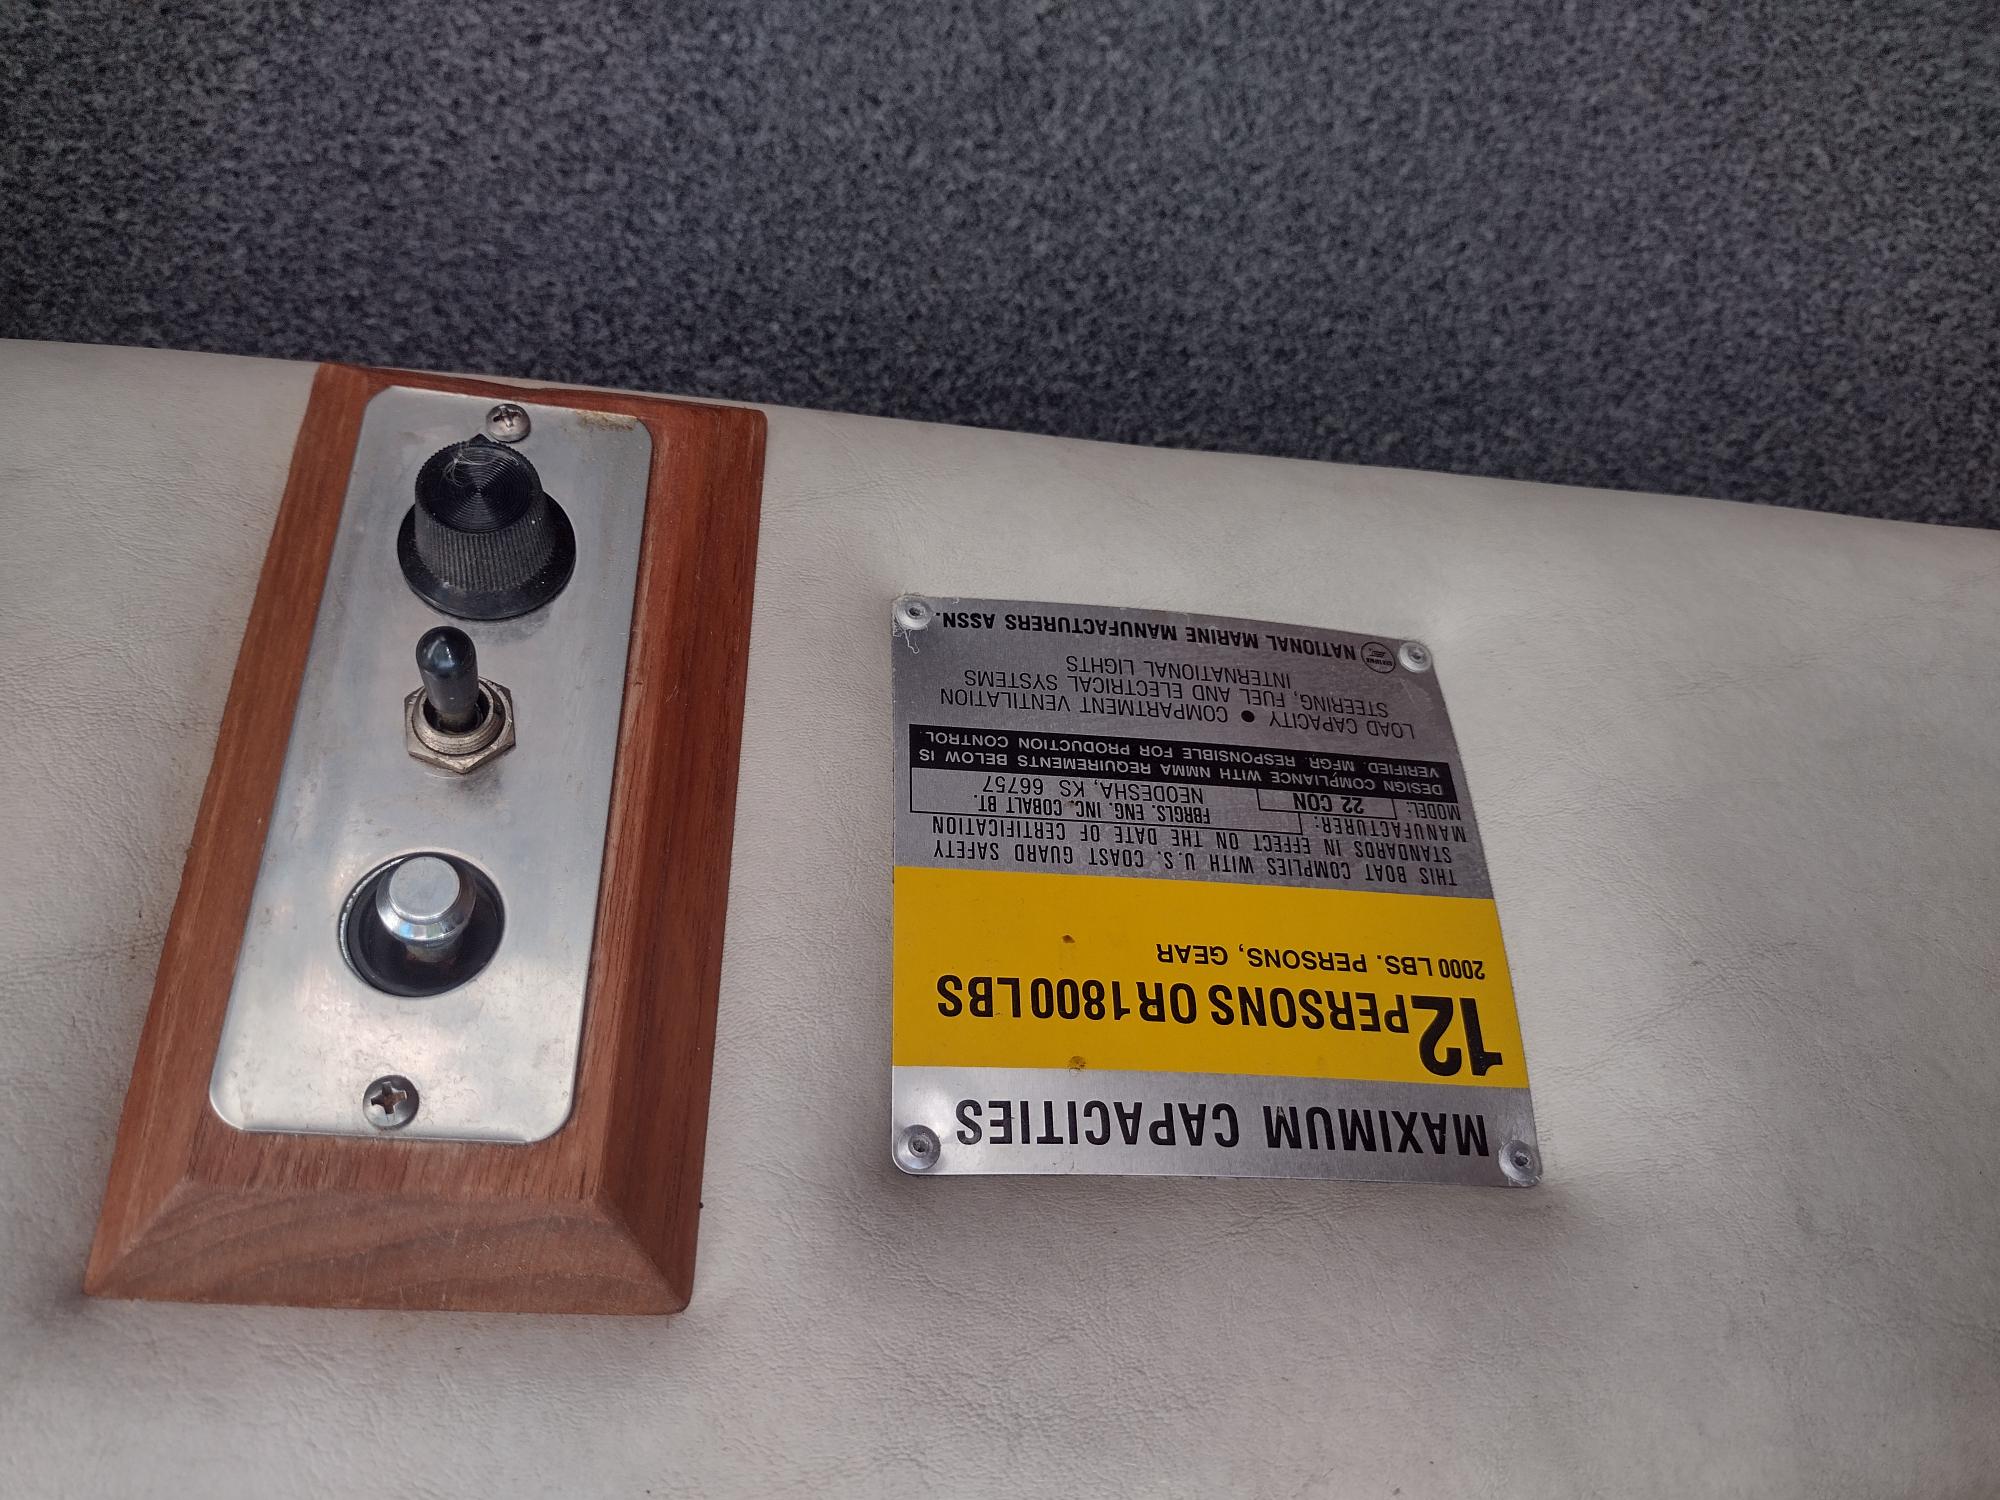 MAXIMUM CAPACITIES
12 PERSONS OR 1800 LBS
2000 LBS. PERSONS, GEAR
THIS BOAT COMPLIES WITH U.S. COAST GUARD SAFETY
STANDARDS IN EFFECT ON THE DATE OF CERTIFICATION
MANUFACTURER: FBRGLS. ENG. INC. COBALT BT.
MODEL: 22 CON NEODESHA, KS 66757
DESIGN COMPLIANCE WITH NMMA REQUIREMENTS BELOW IS
VERIFIED. MFGR. RESPONSIBLE FOR PRODUCTION CONTROL.
LOAD CAPACITY ● COMPARTMENT VENTILATION
STEERING, FUEL AND ELECTRICAL SYSTEMS
INTERNATIONAL LIGHTS
NATIONAL MARINE MANUFACTURERS ASSN.